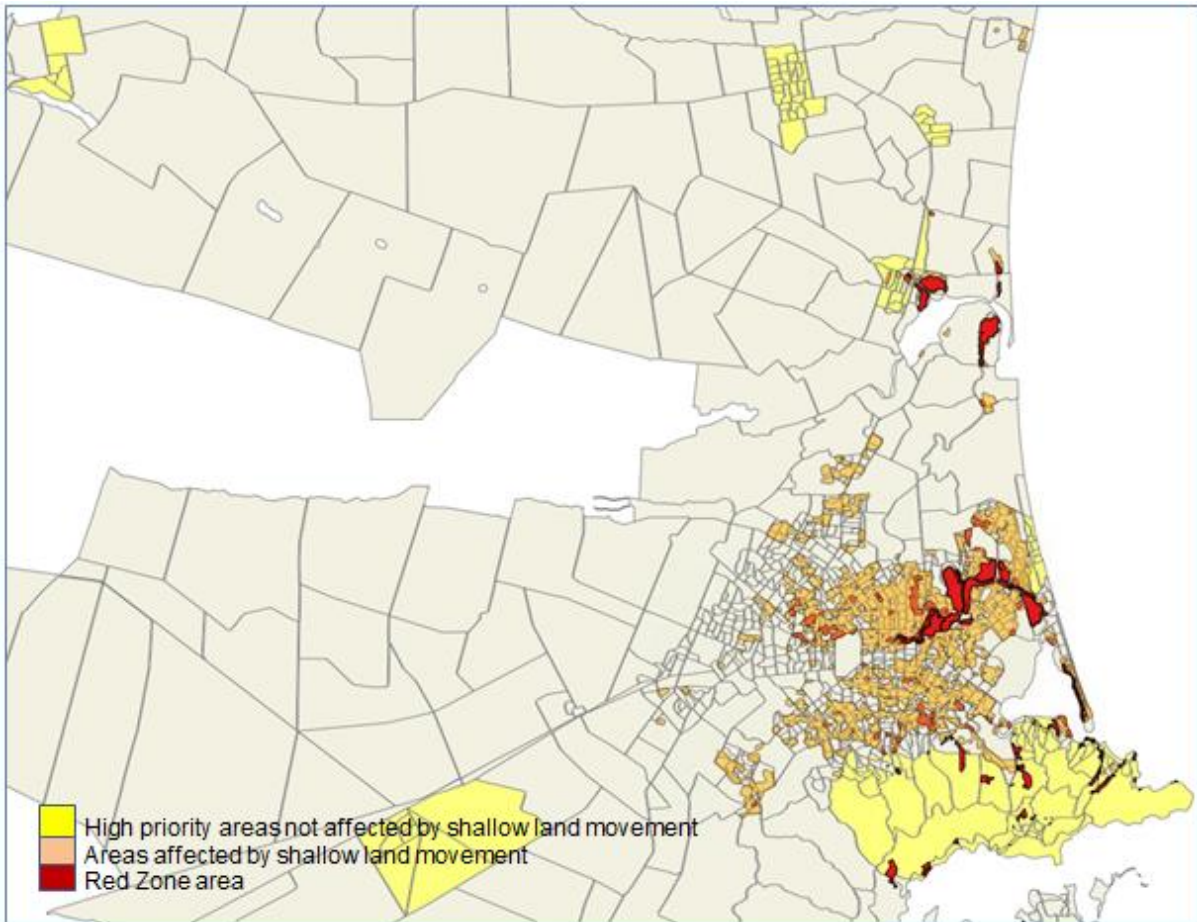 High priority areas not affected by shallow land movement
Areas affected by shallow land movement
Red Zone area